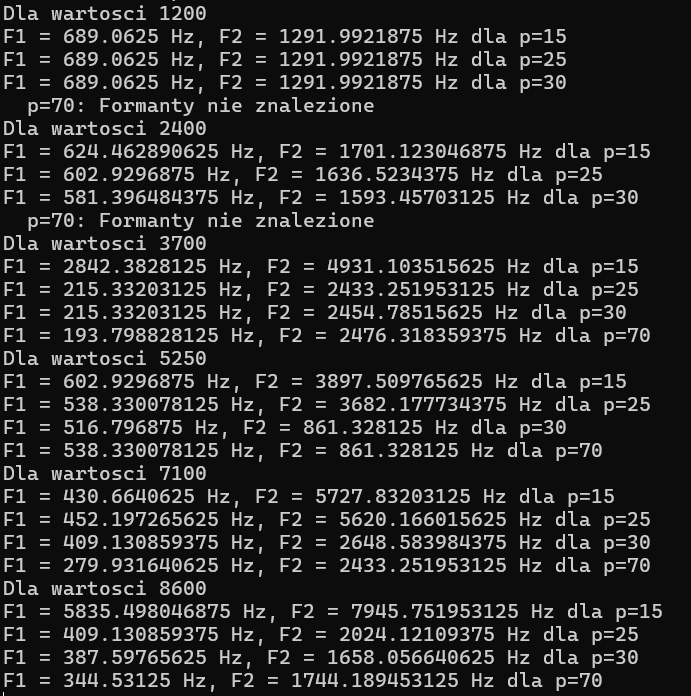 Dla wartosci 1200
F1 = 689.0625 Hz, F2 = 1291.9921875 Hz dla p=15
F1 = 689.0625 Hz, F2 = 1291.9921875 Hz dla p=25
F1 = 689.0625 Hz, F2 = 1291.9921875 Hz dla p=30
  p=70: Formanty nie znalezione
Dla wartosci 2400
F1 = 624.462890625 Hz, F2 = 1701.123046875 Hz dla p=15
F1 = 602.9296875 Hz, F2 = 1636.5234375 Hz dla p=25
F1 = 581.396484375 Hz, F2 = 1593.45703125 Hz dla p=30
  p=70: Formanty nie znalezione
Dla wartosci 3700
F1 = 2842.3828125 Hz, F2 = 4931.103515625 Hz dla p=15
F1 = 215.33203125 Hz, F2 = 2433.251953125 Hz dla p=25
F1 = 215.33203125 Hz, F2 = 2454.78515625 Hz dla p=30
F1 = 193.798828125 Hz, F2 = 2476.318359375 Hz dla p=70
Dla wartosci 5250
F1 = 602.9296875 Hz, F2 = 3897.509765625 Hz dla p=15
F1 = 538.330078125 Hz, F2 = 3682.177734375 Hz dla p=25
F1 = 516.796875 Hz, F2 = 861.328125 Hz dla p=30
F1 = 538.330078125 Hz, F2 = 861.328125 Hz dla p=70
Dla wartosci 7100
F1 = 430.6640625 Hz, F2 = 5727.83203125 Hz dla p=15
F1 = 452.197265625 Hz, F2 = 5620.166015625 Hz dla p=25
F1 = 409.130859375 Hz, F2 = 2648.583984375 Hz dla p=30
F1 = 279.931640625 Hz, F2 = 2433.251953125 Hz dla p=70
Dla wartosci 8600
F1 = 5835.498046875 Hz, F2 = 7945.751953125 Hz dla p=15
F1 = 409.130859375 Hz, F2 = 2024.12109375 Hz dla p=25
F1 = 387.59765625 Hz, F2 = 1658.056640625 Hz dla p=30
F1 = 344.53125 Hz, F2 = 1744.189453125 Hz dla p=70